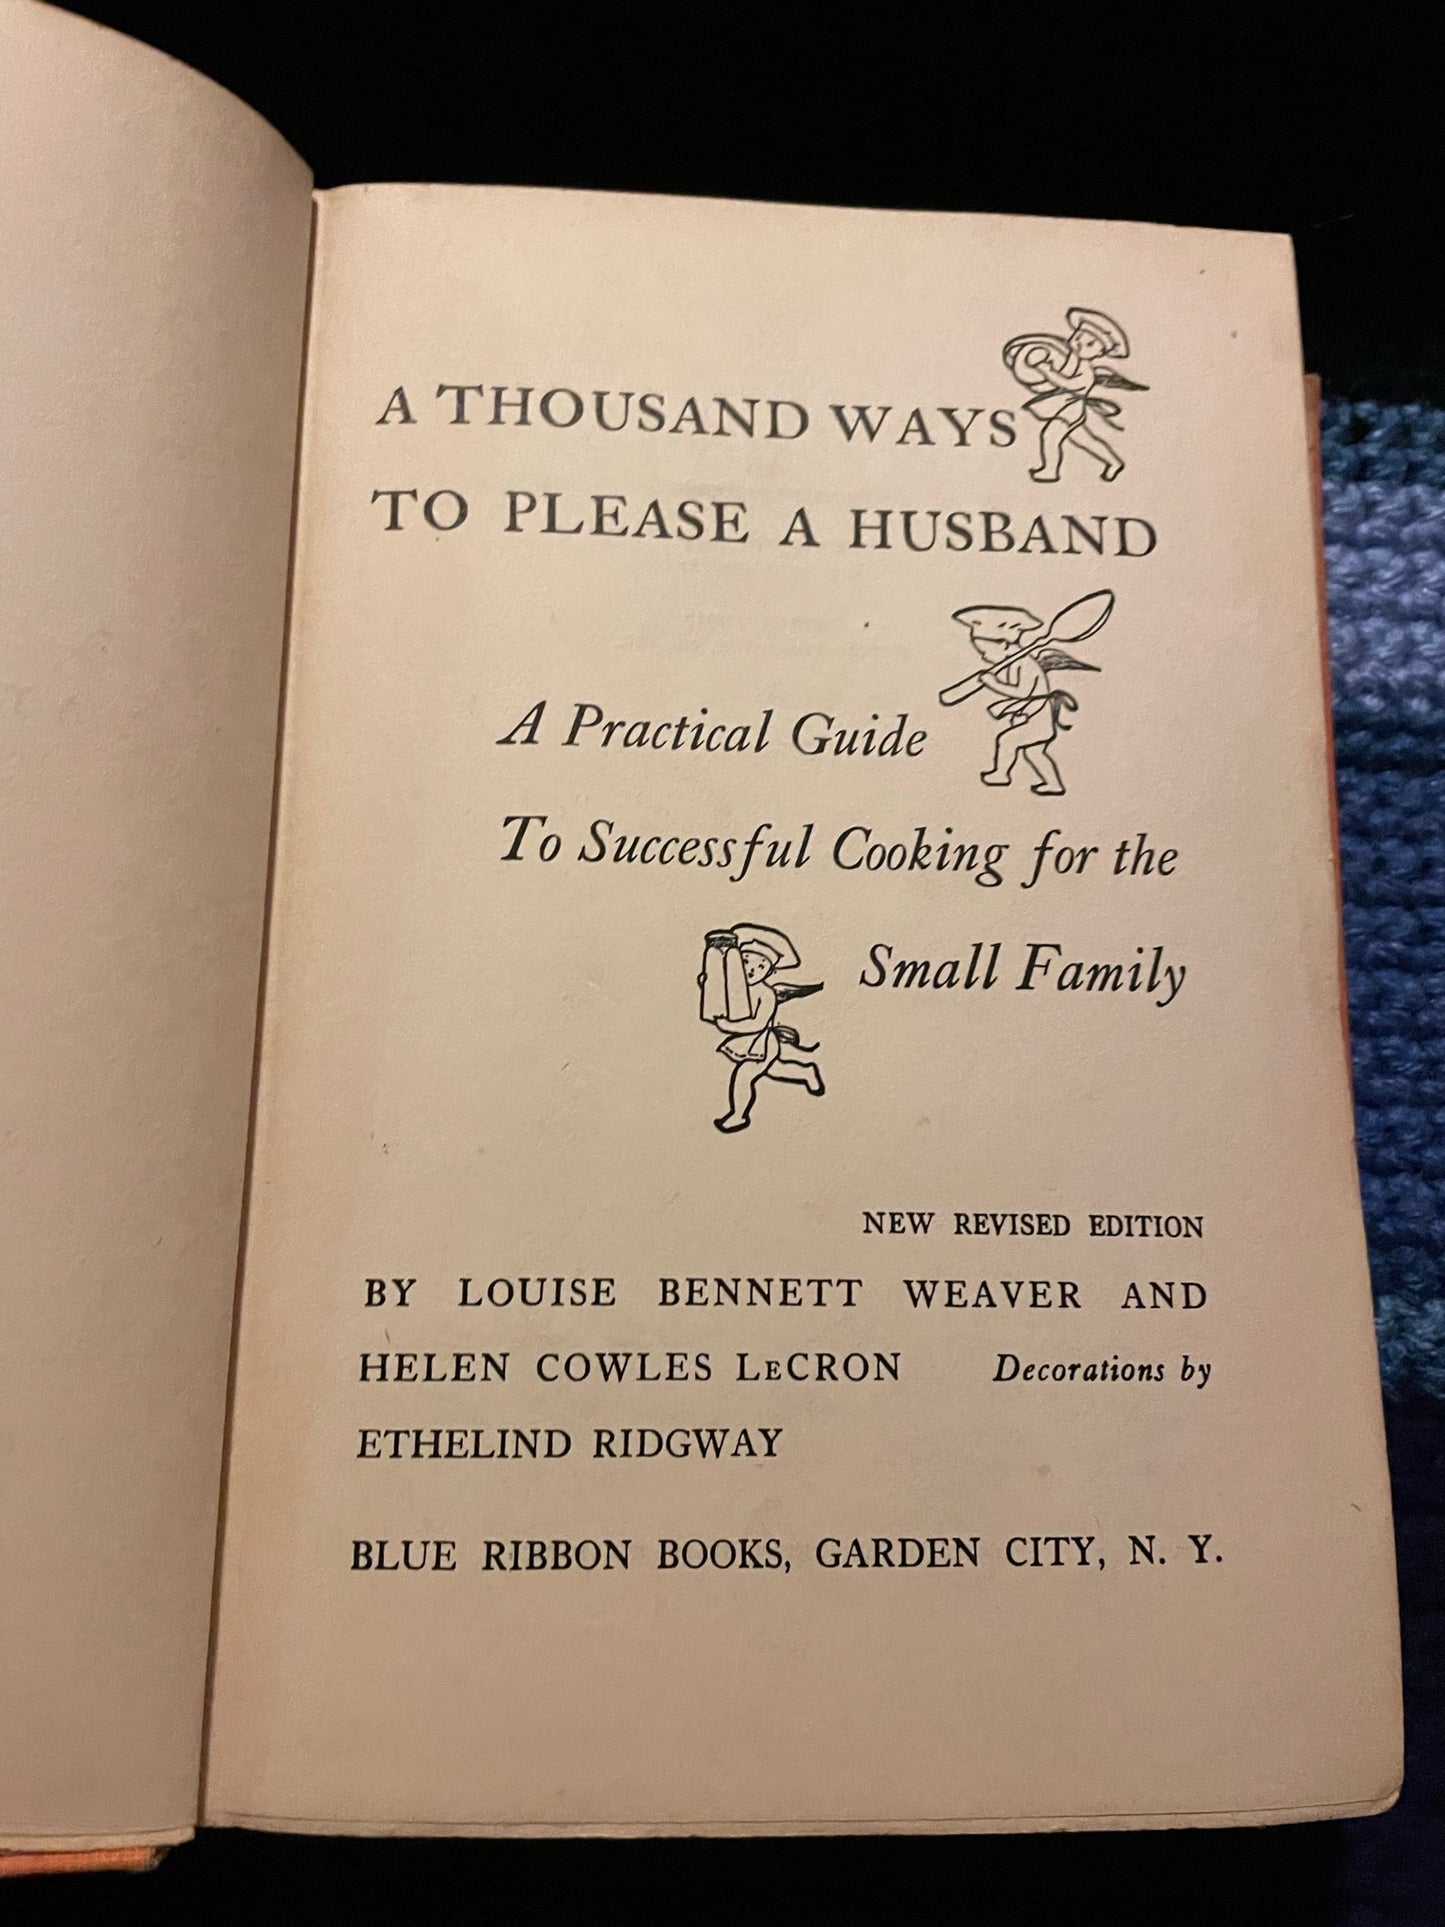 A THOUSAND WAYS
TO PLEASE A HUSBAND
A Practical Guide
To Successful Cooking for the
Small Family
NEW REVISED EDITION
BY LOUISE BENNETT WEAVER AND
HELEN COWLES LECRON Decorations by
ETHELIND RIDGWAY
BLUE RIBBON BOOKS, GARDEN CITY, N. Y.